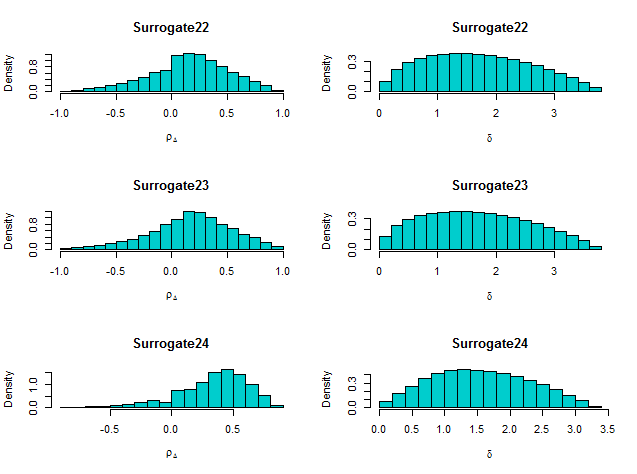 Surrogate22
Density
0.0 0.8
-1.0 -0.5 0.0 0.5 1.0
ρΔ
Surrogate22
Density
0.0 0.3
0 1 2 3
δ
Surrogate23
Density
0.0 0.8
-1.0 -0.5 0.0 0.5 1.0
ρΔ
Surrogate23
Density
0.0 0.3
0 1 2 3
δ
Surrogate24
Density
0.0 1.0
-0.5 0.5
ρΔ
Surrogate24
Density
0.0 0.3
0.0 0.5 1.0 1.5 2.0 2.5 3.0 3.5
δ